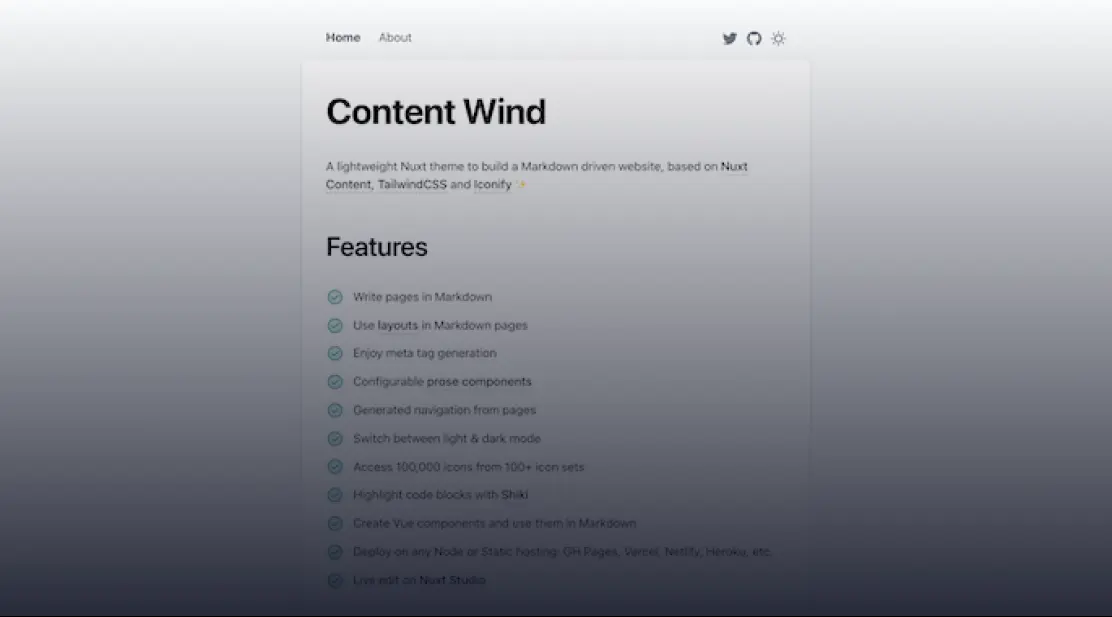 Home About
Content Wind
A lightweight Nuxt theme to build a Markdown driven website, based on Nuxt
Content, TailwindCSS and Iconify ✨
Features
Write pages in Markdown
Use layouts in Markdown pages
Enjoy meta tag generation
Configurable prose components
Generated navigation from pages
Switch between light & dark mode
Access 100,000 icons from 100+ icon sets
Highlight code blocks with Shiki
Create Vue components and use them in Markdown
Deploy on any Node or Static hosting: GH Pages, Vercel, Netlify, Heroku, etc.
Live edit on Nuxt Studio